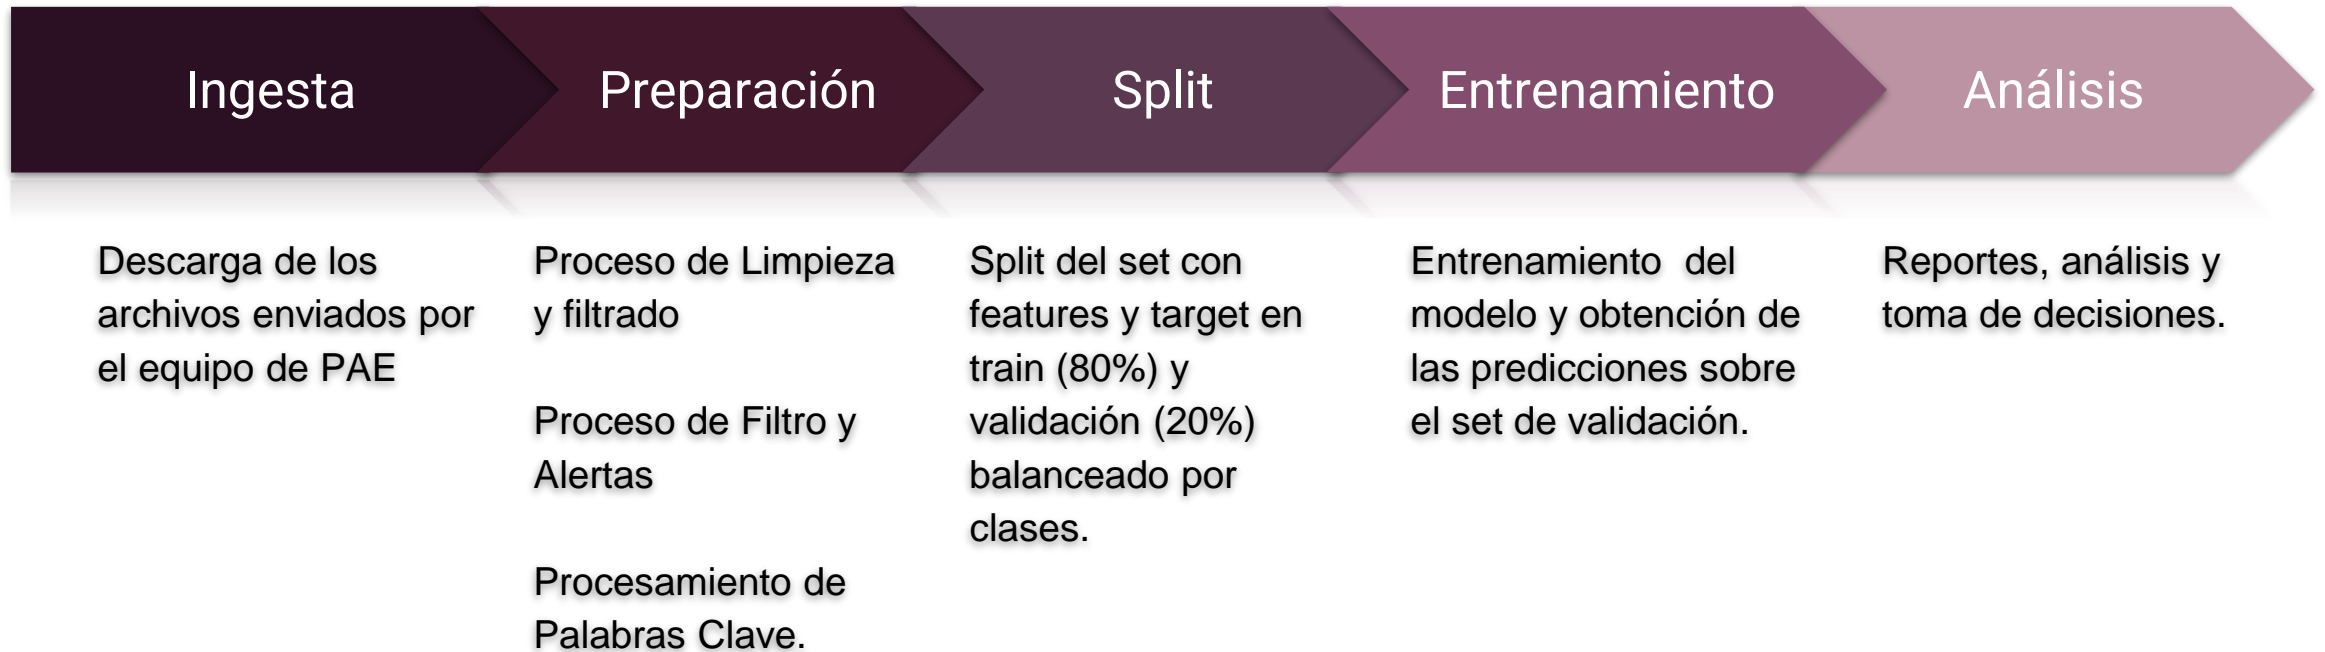 Ingesta
Preparación
Split
Entrenamiento
Análisis
Descarga de los
archivos enviados por
el equipo de PAE
Proceso de Limpieza
y filtrado
Proceso de Filtro y
Alertas
Procesamiento de
Palabras Clave.
Split del set con
features y target en
train (80%) y
validación (20%)
balanceado por
clases.
Entrenamiento  del
modelo y obtención de
las predicciones sobre
el set de validación.
Reportes, análisis y
toma de decisiones.